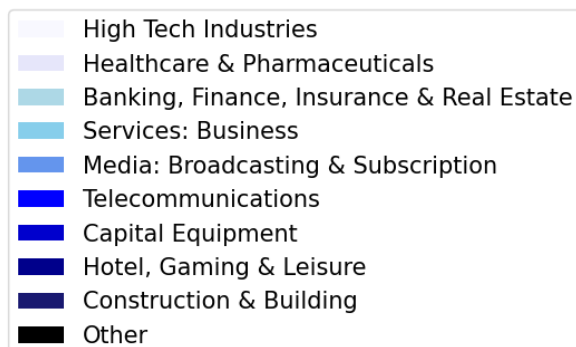 High Tech Industries
Healthcare & Pharmaceuticals
Banking, Finance, Insurance & Real Estate
Services: Business
Media: Broadcasting & Subscription
Telecommunications
Capital Equipment
Hotel, Gaming & Leisure
Construction & Building
Other